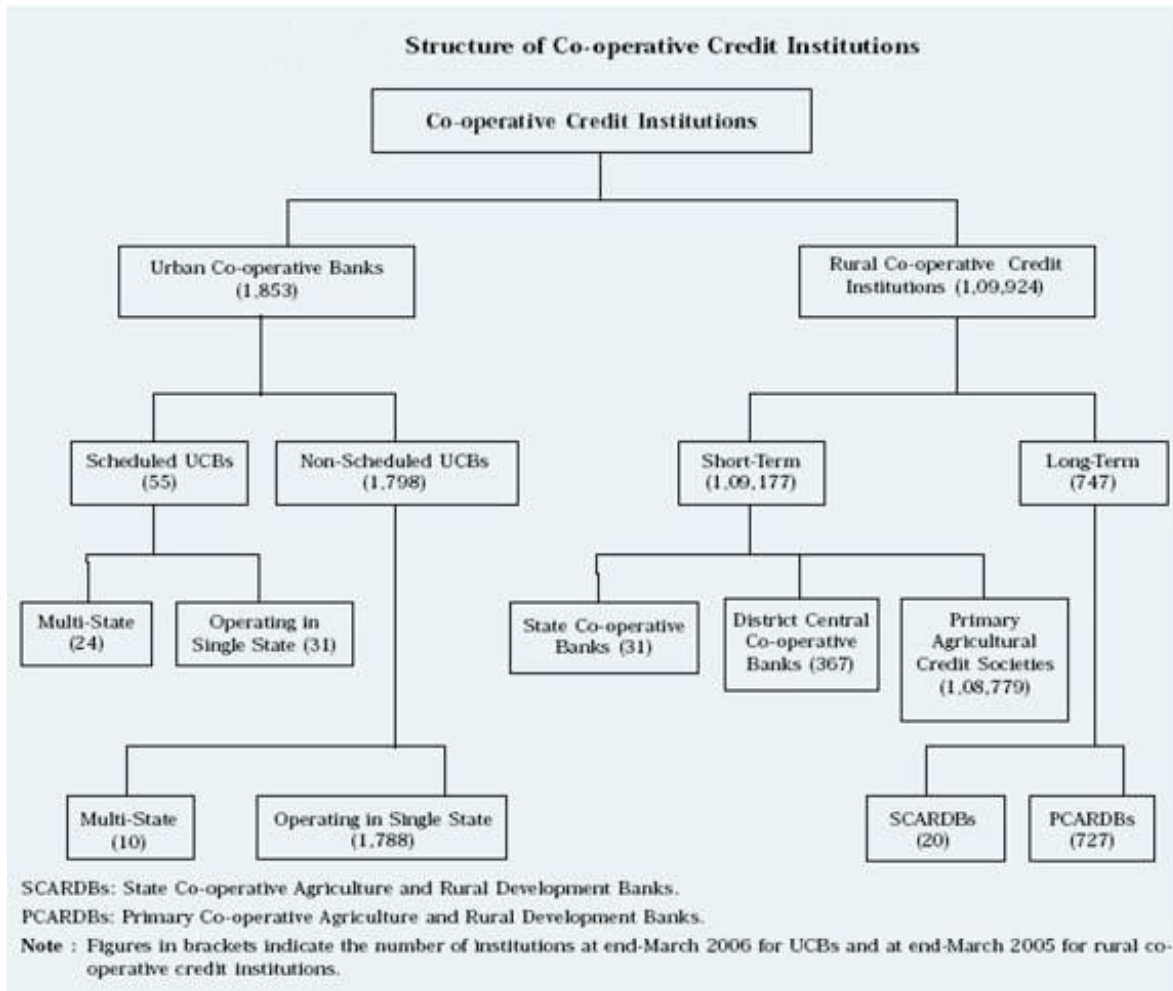 Structure of Co-operative Credit Institutions
Co-operative Credit Institutions
Urban Co-operative Banks
(1,853)
Rural Co-operative Credit
Institutions (1,09,924)
Scheduled UCBs
(55)
Non-Scheduled UCBs
(1,798)
Short-Term
(1,09,177)
Long-Term
(747)
Multi-State
(24)
Operating in
Single State (31)
State Co-operative
Banks (31)
District Central
Co-operative
Banks (367)
Primary
Agricultural
Credit Societies
(1,08,779)
Multi-State
(10)
Operating in Single State
(1,788)
SCARDBs
(20)
PCARDBs
(727)
SCARDBs: State Co-operative Agriculture and Rural Development Banks.
PCARDBs: Primary Co-operative Agriculture and Rural Development Banks.
Note : Figures in brackets indicate the number of institutions at end-March 2006 for UCBs and at end-March 2005 for rural co-
operative credit institutions.